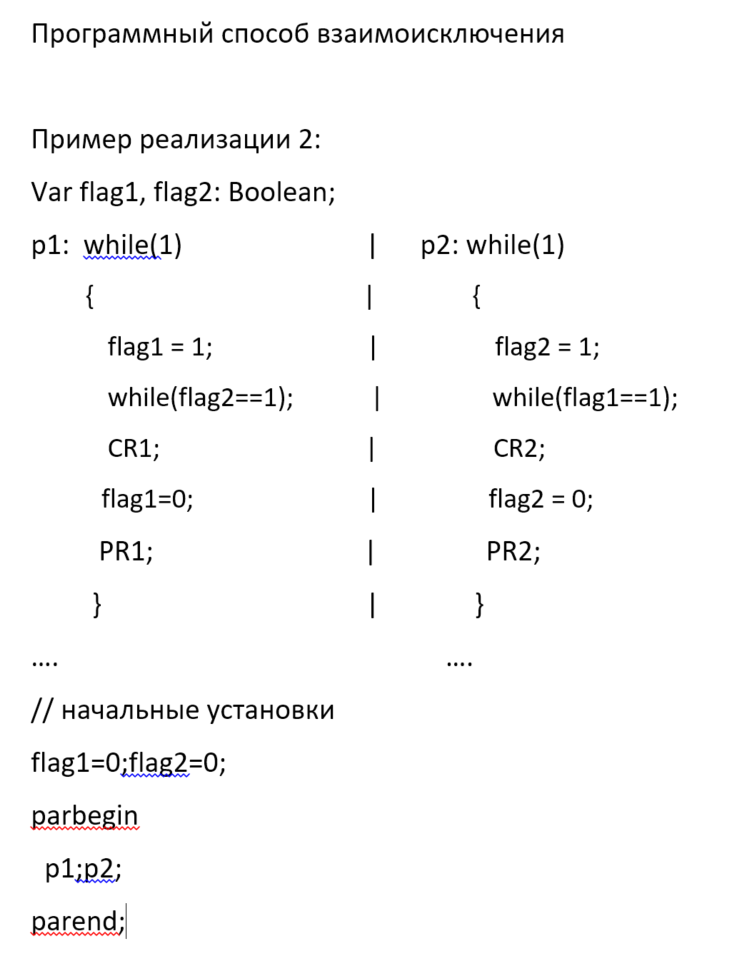 Программный способ взаимоисключения
Пример реализации 2:
Var flag1, flag2: Boolean;
p1: while(1) | p2: while(1)
{ | {
flag1 = 1; | flag2 = 1;
while(flag2==1); | while(flag1==1);
CR1; | CR2;
flag1=0; | flag2 = 0;
PR1; | PR2;
} | }
.... ....
// начальные установки
flag1=0;flag2=0;
parbegin
p1;p2;
parend;